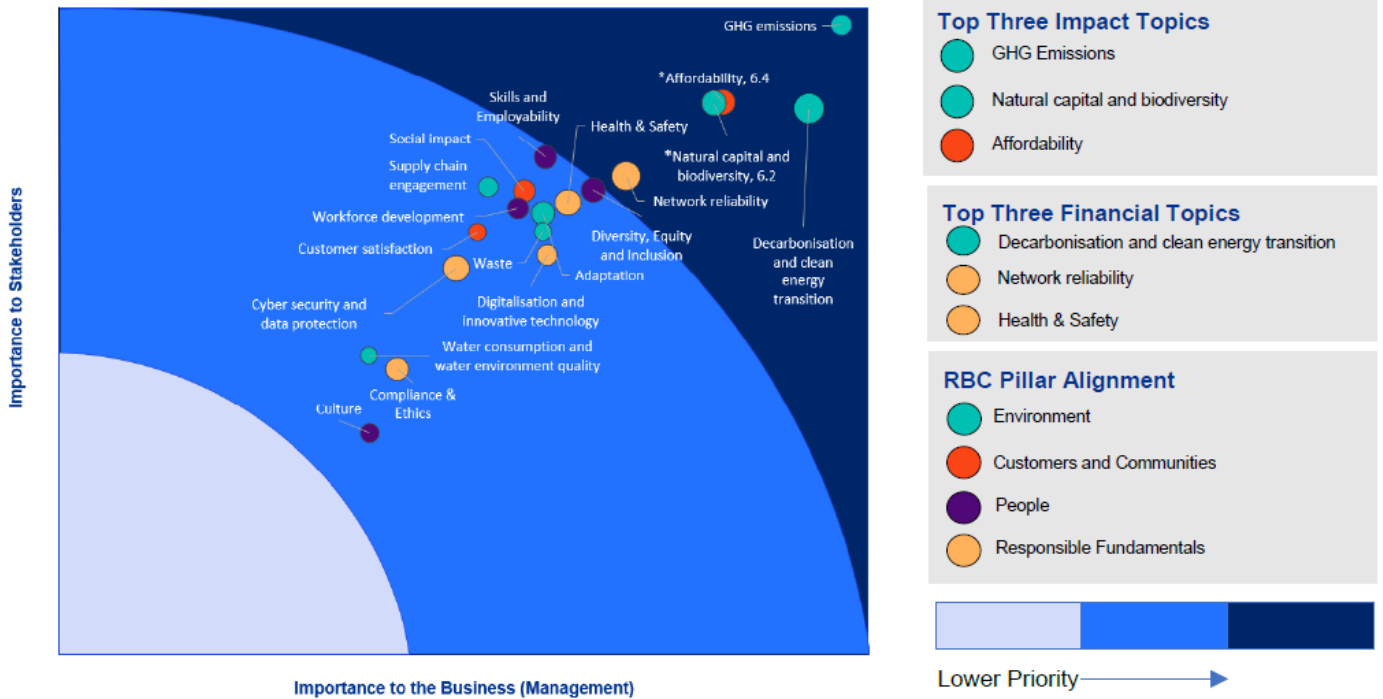 Importance to Stakeholders
GHG emissions
*Affordability, 6.4
Skills and
Employability
Health & Safety
Social impact
*Natural capital and
biodiversity, 6.2
Supply chain
engagement
Network reliability
Workforce development
Diversity, Equity
and Inclusion
Decarbonisation
and clean
energy
transition
Customer satisfaction
Waste
Adaptation
Cyber security and
data protection
Digitalisation and
innovative technology
Water consumption and
water environment quality
Compliance &
Ethics
Culture
Importance to the Business (Management)
Top Three Impact Topics
GHG Emissions
Natural capital and biodiversity
Affordability
Top Three Financial Topics
Decarbonisation and clean energy transition
Network reliability
Health & Safety
RBC Pillar Alignment
Environment
Customers and Communities
People
Responsible Fundamentals
Lower Priority